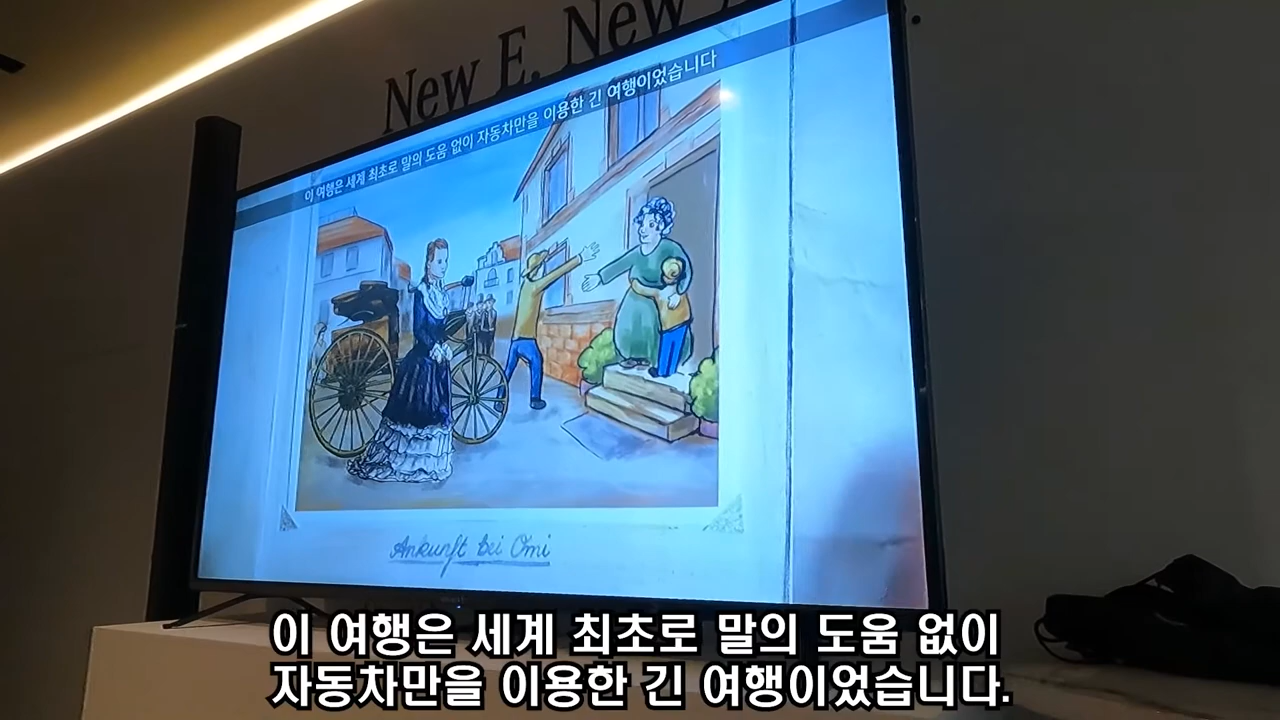 New E. New
이 여행은 세계 최초로 말의 도움 없이 자동차만을 이용한 긴 여행이었습니다
Ankunft bei Omi
이 여행은 세계 최초로 말의 도움 없이
자동차만을 이용한 긴 여행이었습니다.